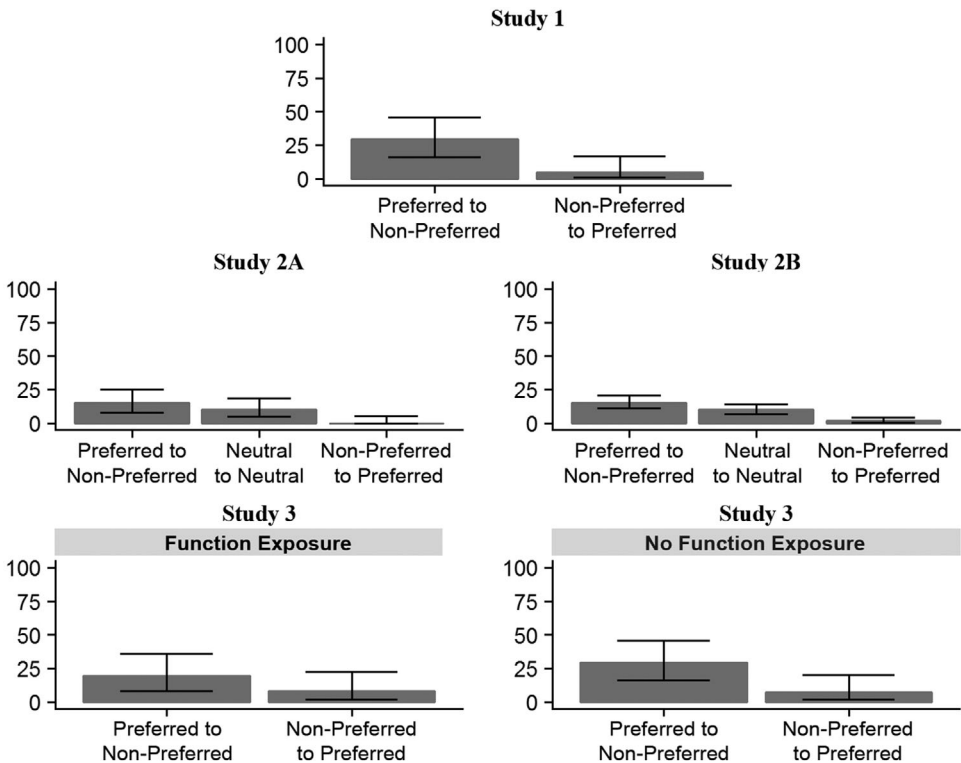 Study 1
100
75
50
25
0
Preferred to
Non-Preferred
Non-Preferred
to Preferred
Study 2A
100
75
50
25
0
Preferred to
Non-Preferred
Neutral
to Neutral
Non-Preferred
to Preferred
Study 2B
100
75
50
25
0
Preferred to
Non-Preferred
Neutral
to Neutral
Non-Preferred
to Preferred
Study 3
Function Exposure
100
75
50
25
0
Preferred to
Non-Preferred
Non-Preferred
to Preferred
Study 3
No Function Exposure
100
75
50
25
0
Preferred to
Non-Preferred
Non-Preferred
to Preferred